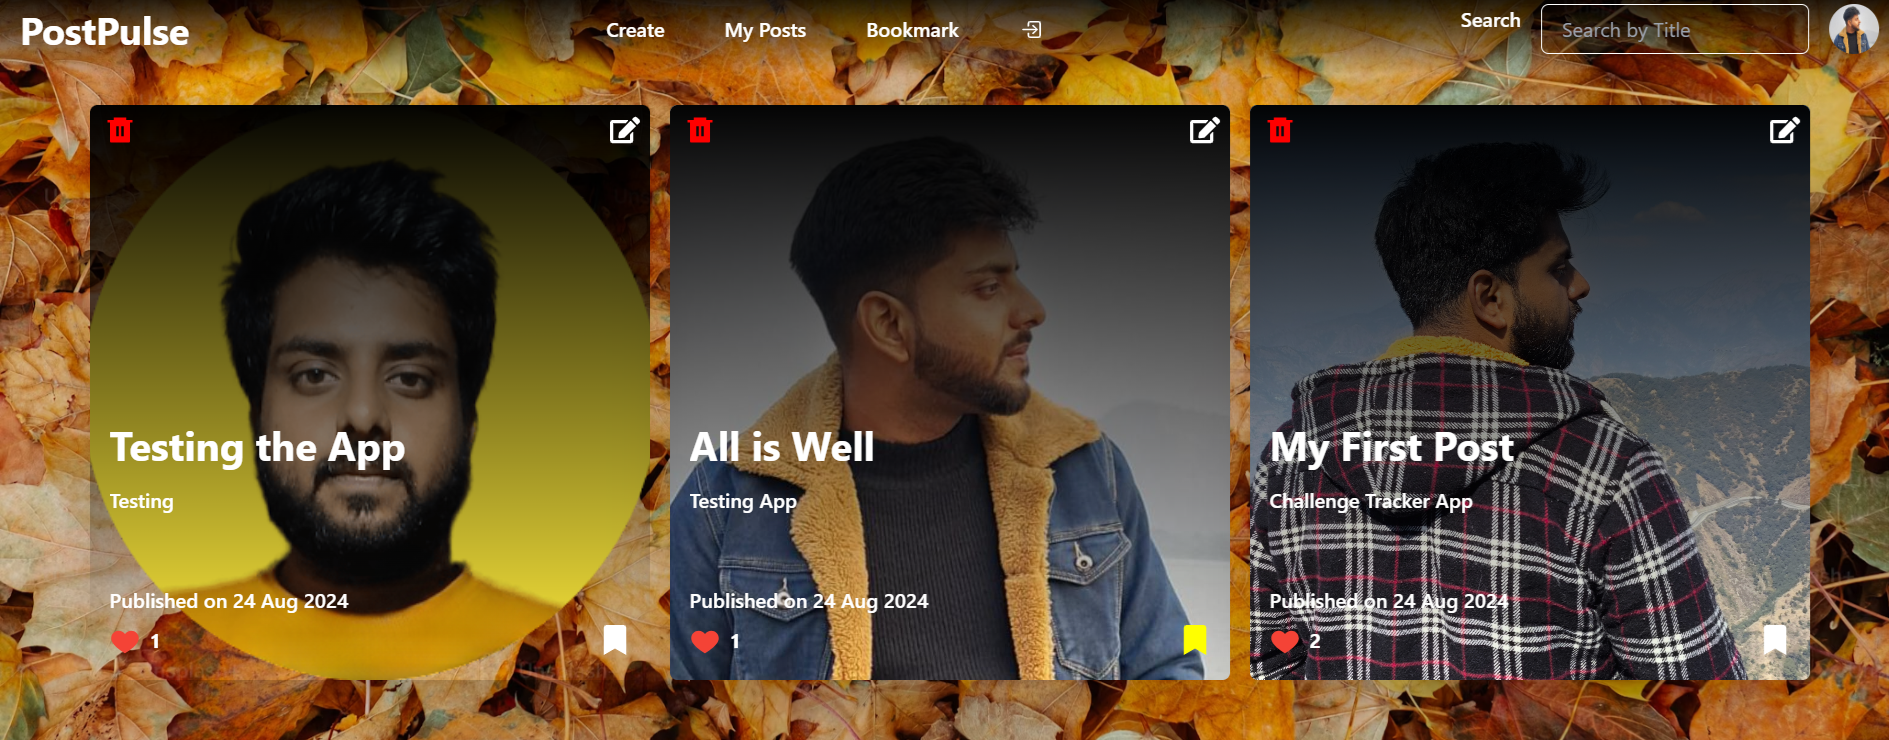 PostPulse
Create
My Posts
Bookmark
Search
Search by Title
Testing the App
Testing
Published on 24 Aug 2024
1
All is Well
Testing App
Published on 24 Aug 2024
1
My First Post
Challenge Tracker App
Published on 24 Aug 2024
2